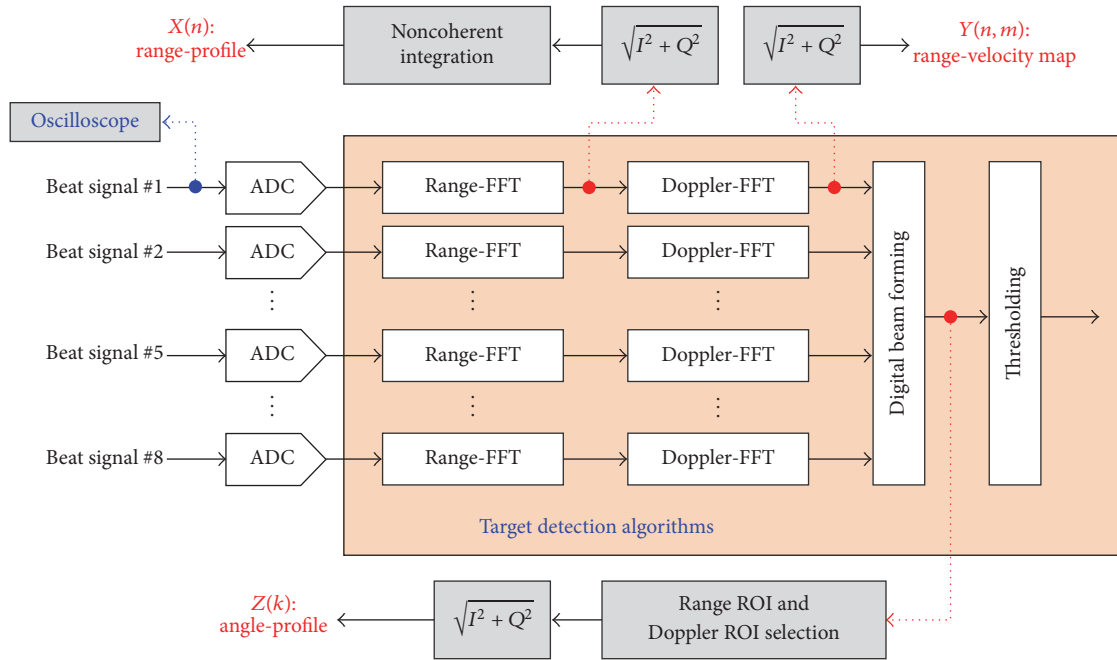 X(n):
range-profile
Noncoherent
integration
√(I² + Q²)
√(I² + Q²)
Y(n, m):
range-velocity map
Oscilloscope
Beat signal #1
ADC
Range-FFT
Doppler-FFT
Beat signal #2
ADC
Range-FFT
Doppler-FFT
⋮
⋮
⋮
Beat signal #5
ADC
Range-FFT
Doppler-FFT
⋮
⋮
⋮
Beat signal #8
ADC
Range-FFT
Doppler-FFT
Digital beam forming
Thresholding
Target detection algorithms
Z(k):
angle-profile
√(I² + Q²)
Range ROI and
Doppler ROI selection